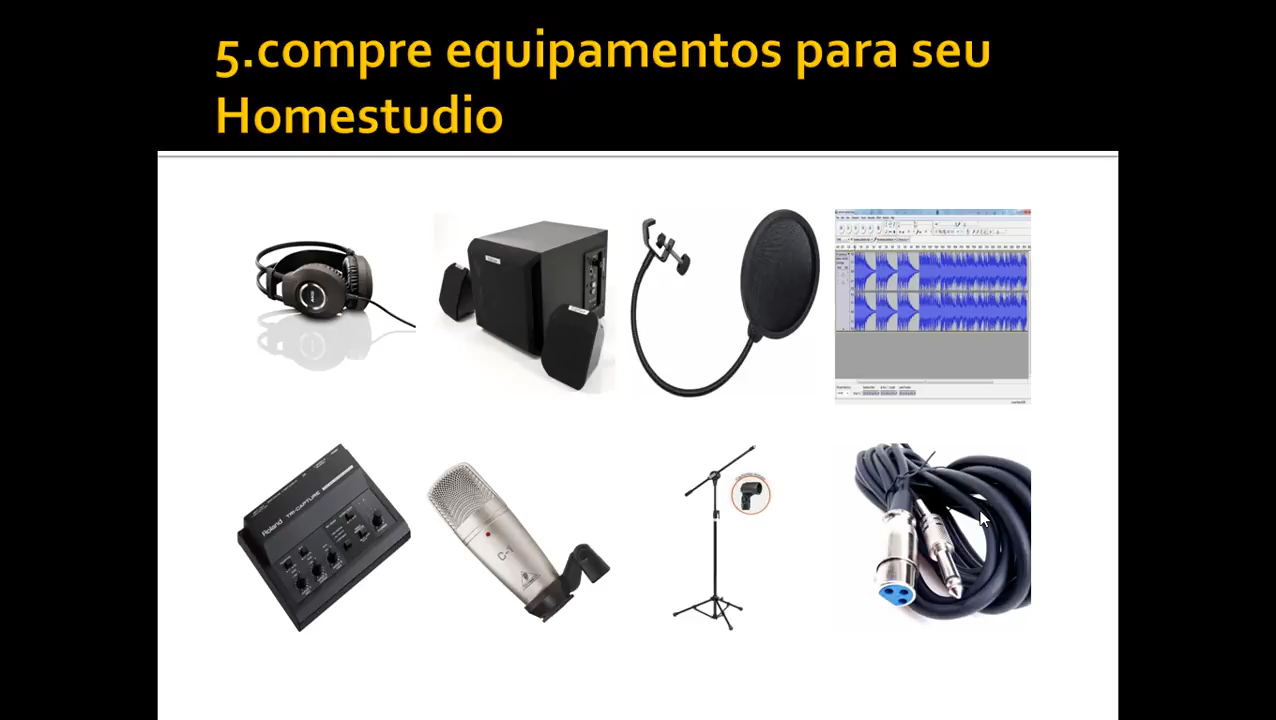 5.compre equipamentos para seu
Homestudio
Roland TRI-CAPTURE
C-1